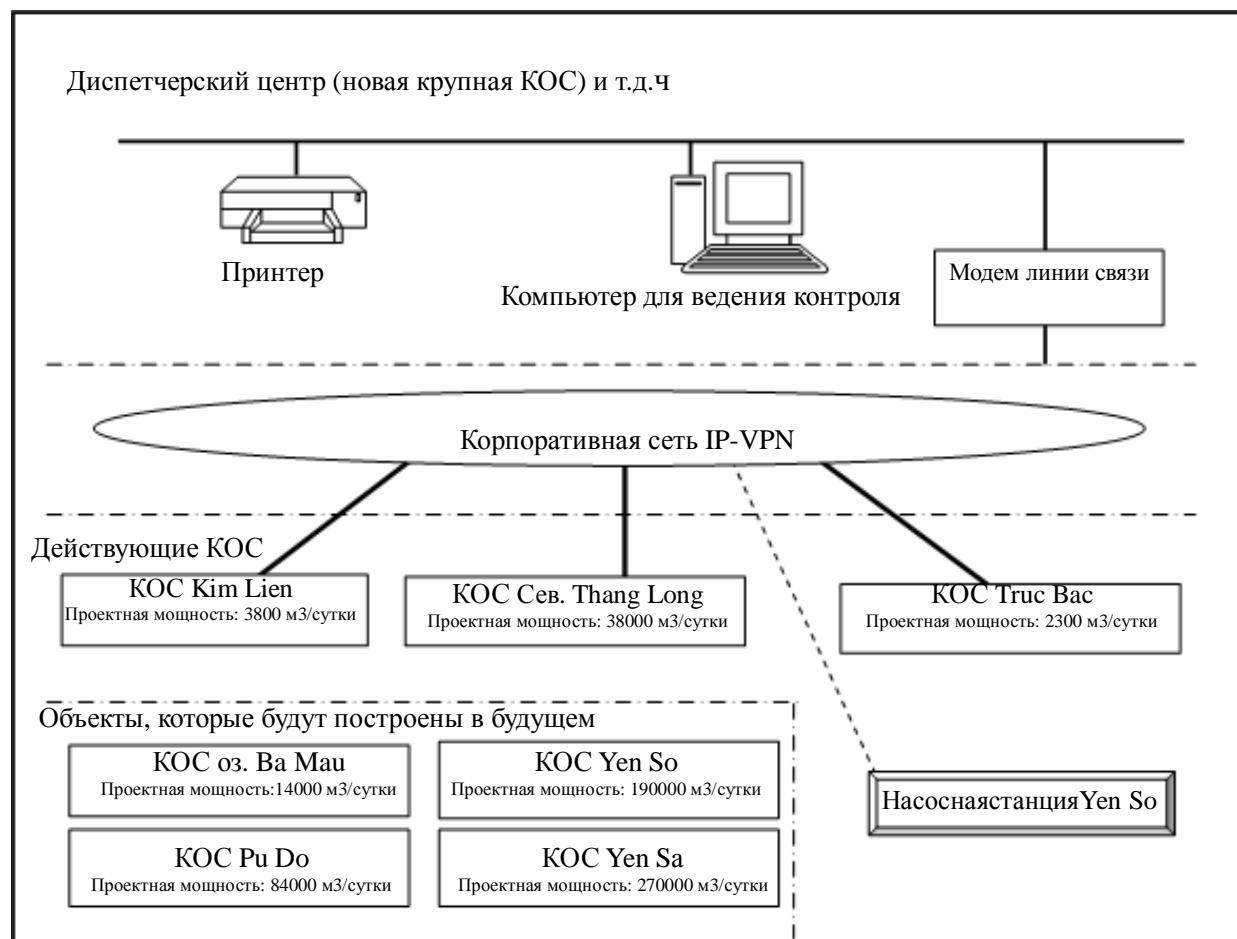 Диспетчерский центр (новая крупная КОС) и т.д.ч
Принтер
Компьютер для ведения контроля
Модем линии связи
Корпоративная сеть IP-VPN
Действующие КОС
КОС Kim Lien
Проектная мощность: 3800 м3/сутки
КОС Сев. Thang Long
Проектная мощность: 38000 м3/сутки
КОС Truc Bac
Проектная мощность: 2300 м3/сутки
Объекты, которые будут построены в будущем
КОС оз. Ba Mau
Проектная мощность:14000 м3/сутки
КОС Yen So
Проектная мощность: 190000 м3/сутки
НасоснаястанцияYen So
КОС Pu Do
Проектная мощность: 84000 м3/сутки
КОС Yen Sa
Проектная мощность: 270000 м3/сутки